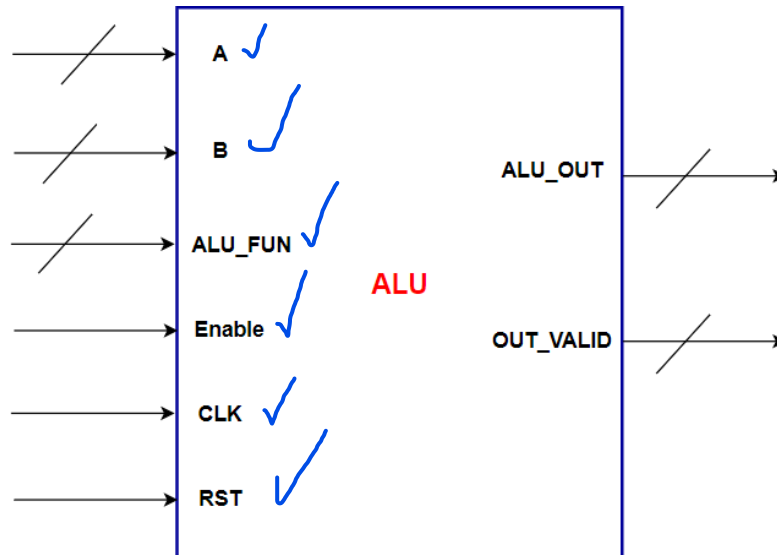 A
B
ALU_FUN
Enable
CLK
RST
ALU
ALU_OUT
OUT_VALID